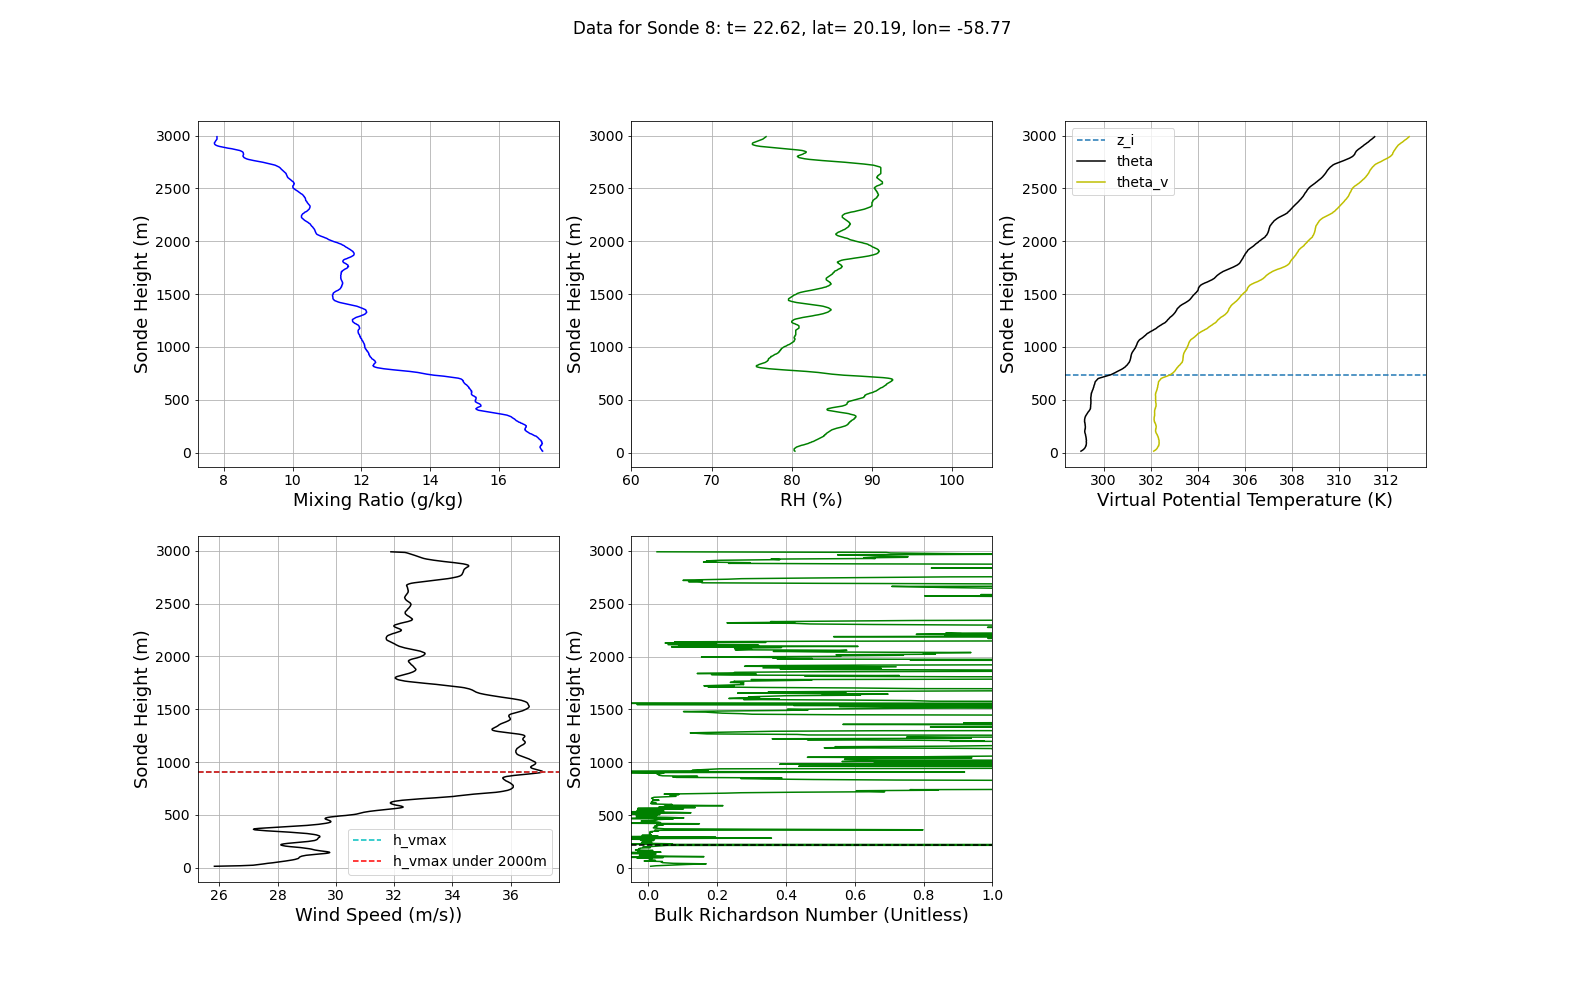 Data for Sonde 8: t= 22.62, lat= 20.19, lon= -58.77
Sonde Height (m)
3000
2500
2000
1500
1000
500
0
8 10 12 14 16
Mixing Ratio (g/kg)
Sonde Height (m)
3000
2500
2000
1500
1000
500
0
60 70 80 90 100
RH (%)
Sonde Height (m)
3000
2500
2000
1500
1000
500
0
z_i
theta
theta_v
300 302 304 306 308 310 312
Virtual Potential Temperature (K)
Sonde Height (m)
3000
2500
2000
1500
1000
500
0
h_vmax
h_vmax under 2000m
26 28 30 32 34 36
Wind Speed (m/s))
Sonde Height (m)
3000
2500
2000
1500
1000
500
0
0.0 0.2 0.4 0.6 0.8 1.0
Bulk Richardson Number (Unitless)